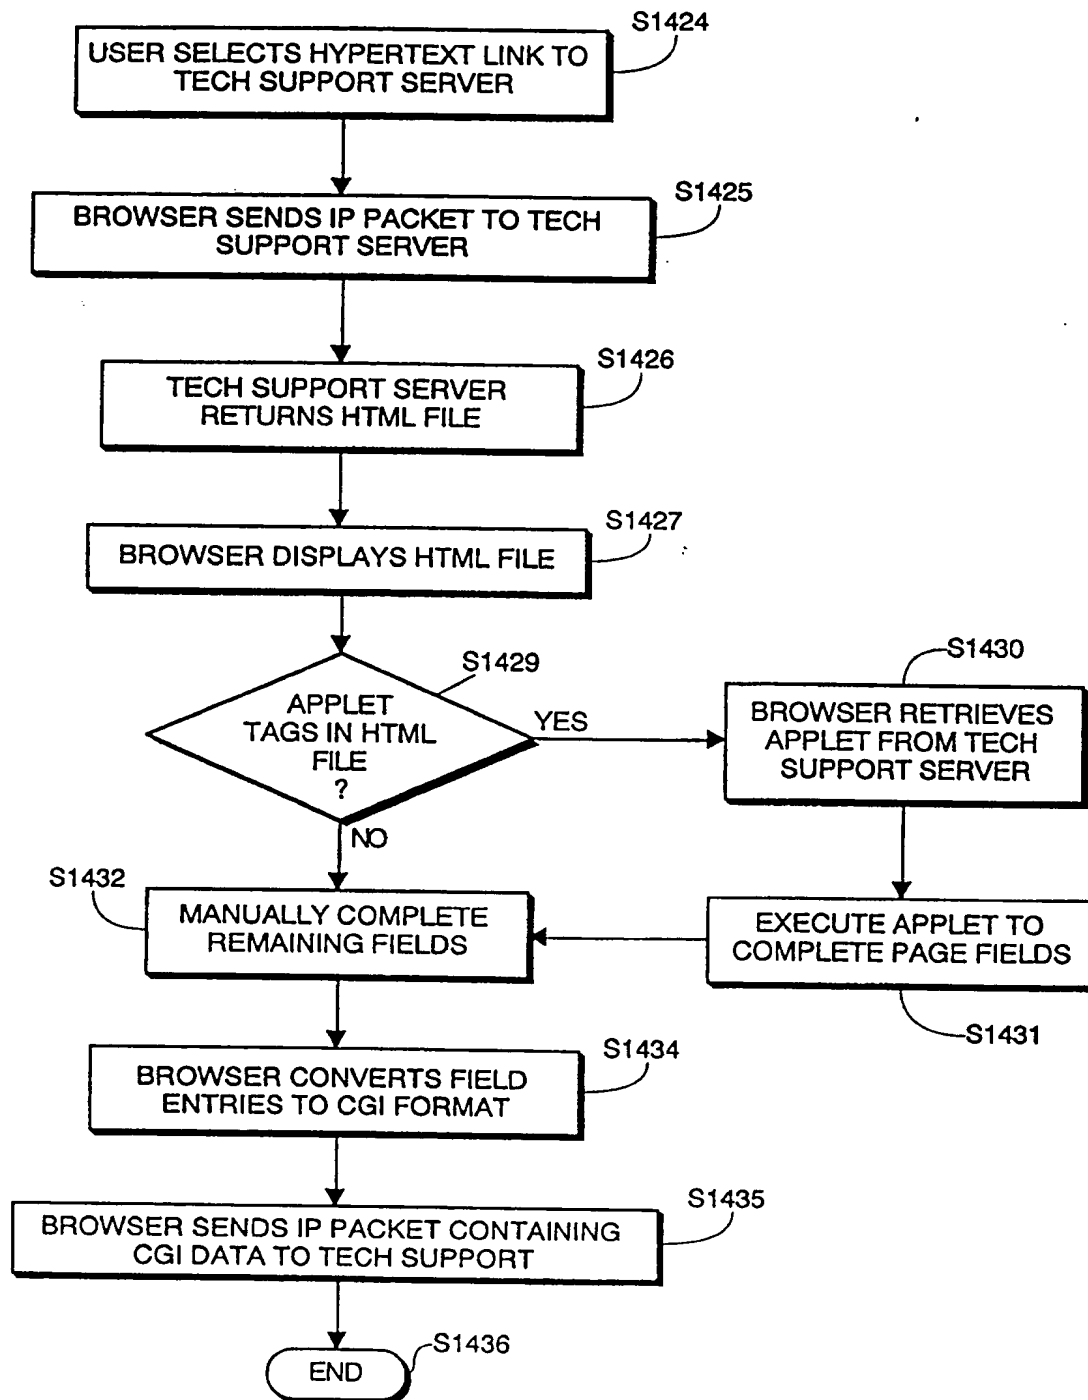 S1424
USER SELECTS HYPERTEXT LINK TO
TECH SUPPORT SERVER
S1425
BROWSER SENDS IP PACKET TO TECH
SUPPORT SERVER
S1426
TECH SUPPORT SERVER
RETURNS HTML FILE
S1427
BROWSER DISPLAYS HTML FILE
S1429
APPLET
TAGS IN HTML
FILE
?
YES
NO
S1430
BROWSER RETRIEVES
APPLET FROM TECH
SUPPORT SERVER
EXECUTE APPLET TO
COMPLETE PAGE FIELDS
S1431
S1432
MANUALLY COMPLETE
REMAINING FIELDS
S1434
BROWSER CONVERTS FIELD
ENTRIES TO CGI FORMAT
S1435
BROWSER SENDS IP PACKET CONTAINING
CGI DATA TO TECH SUPPORT
S1436
END